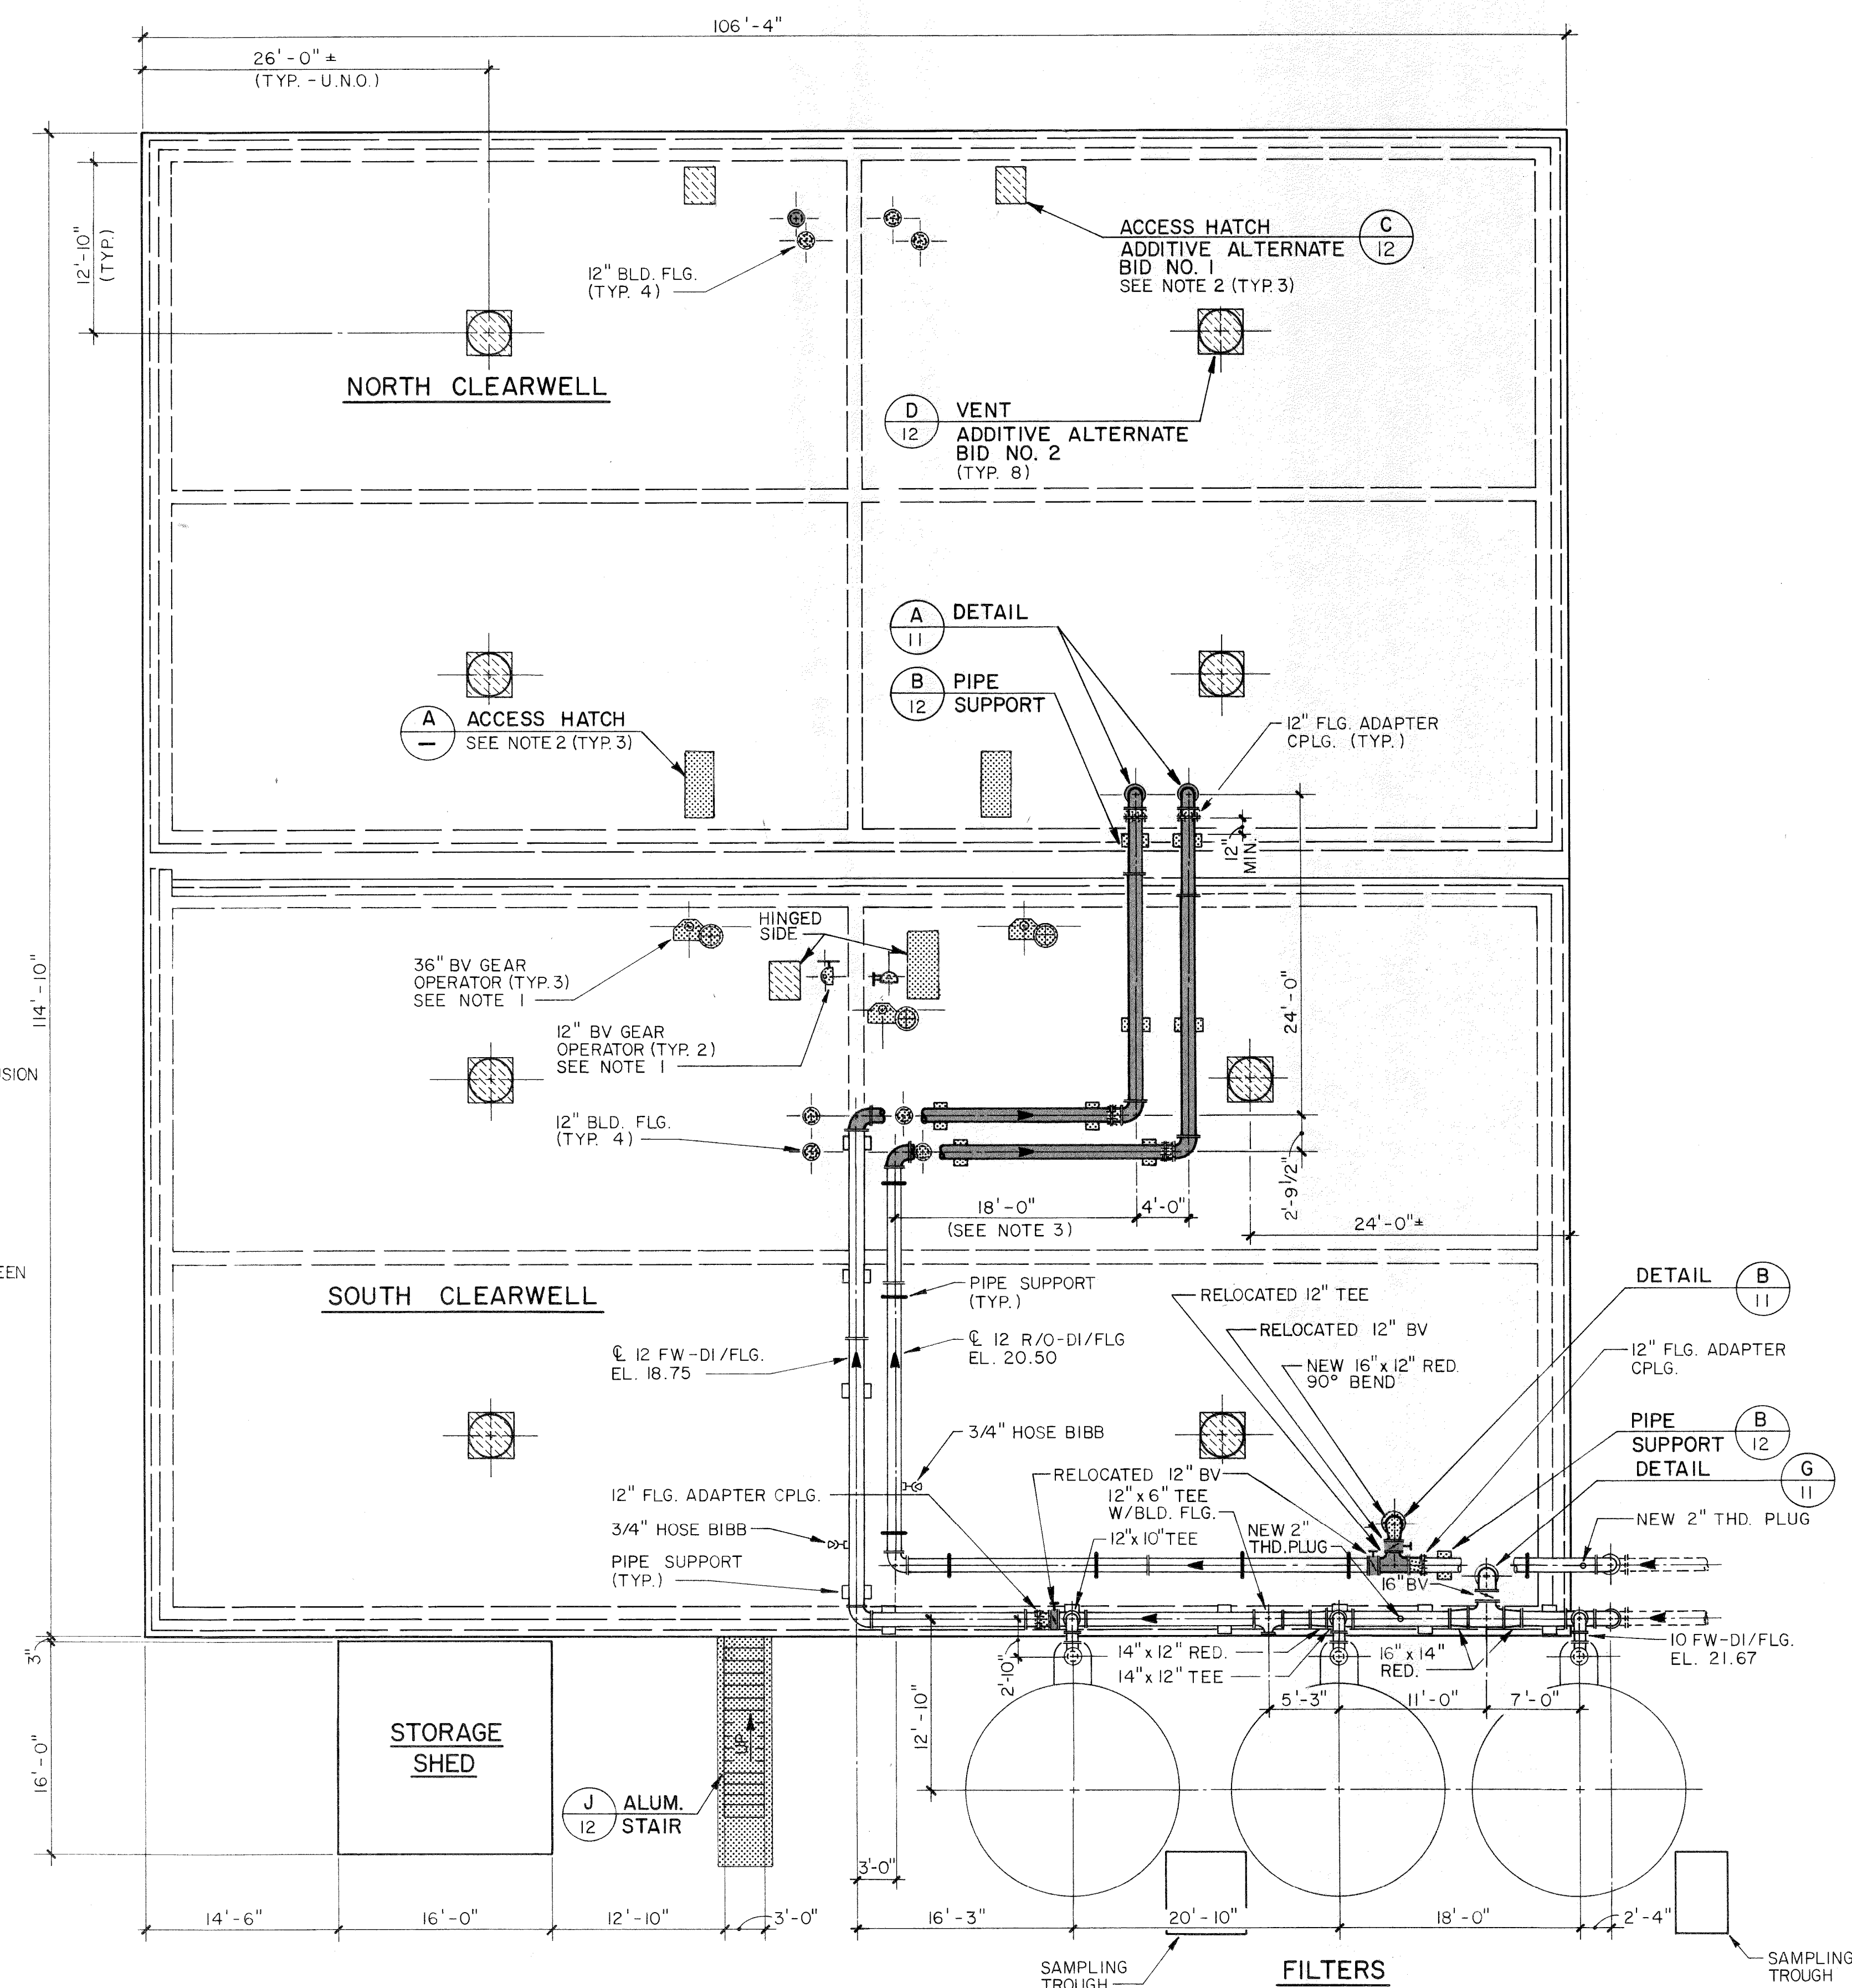 106'-4"
26'-0" ±
(TYP. - U.N.O.)
12'-10"
(TYP.)
12" BLD. FLG.
(TYP. 4)
ACCESS HATCH
ADDITIVE ALTERNATE
BID NO. 1
SEE NOTE 2 (TYP. 3)
C
12
NORTH CLEARWELL
D
12
VENT
ADDITIVE ALTERNATE
BID NO. 2
(TYP. 8)
A
11
DETAIL
B
12
PIPE
SUPPORT
A
—
ACCESS HATCH
SEE NOTE 2 (TYP. 3)
12" FLG. ADAPTER
CPLG. (TYP.)
12"
MIN.
HINGED
SIDE
36" BV GEAR
OPERATOR (TYP. 3)
SEE NOTE 1
114'-10"
24'-0"
12" BV GEAR
OPERATOR (TYP. 2)
SEE NOTE 1
USION
12" BLD. FLG.
(TYP. 4)
2'-9 1/2"
18'-0"
(SEE NOTE 3)
4'-0"
24'-0"±
EEN
SOUTH CLEARWELL
PIPE SUPPORT
(TYP.)
RELOCATED 12" TEE
DETAIL
B
11
RELOCATED 12" BV
℄ 12 FW-DI/FLG.
EL. 18.75
℄ 12 R/O-DI/FLG
EL. 20.50
NEW 16" x 12" RED.
90° BEND
12" FLG. ADAPTER
CPLG.
PIPE
SUPPORT
B
12
3/4" HOSE BIBB
RELOCATED 12" BV
DETAIL
G
11
12" FLG. ADAPTER CPLG.
12" x 6" TEE
W/BLD. FLG.
3/4" HOSE BIBB
12" x 10" TEE
NEW 2"
THD. PLUG
NEW 2" THD. PLUG
PIPE SUPPORT
(TYP.)
16" BV
3"
14" x 12" RED.
14" x 12" TEE
16" x 14"
RED.
10 FW-DI/FLG.
EL. 21.67
2'-10"
12'-10"
5'-3"
11'-0"
7'-0"
16'-0"
STORAGE
SHED
UP
J
12
ALUM.
STAIR
3'-0"
14'-6"
16'-0"
12'-10"
3'-0"
16'-3"
20'-10"
18'-0"
2'-4"
SAMPLING
TROUGH
FILTERS
SAMPLING
TROUGH